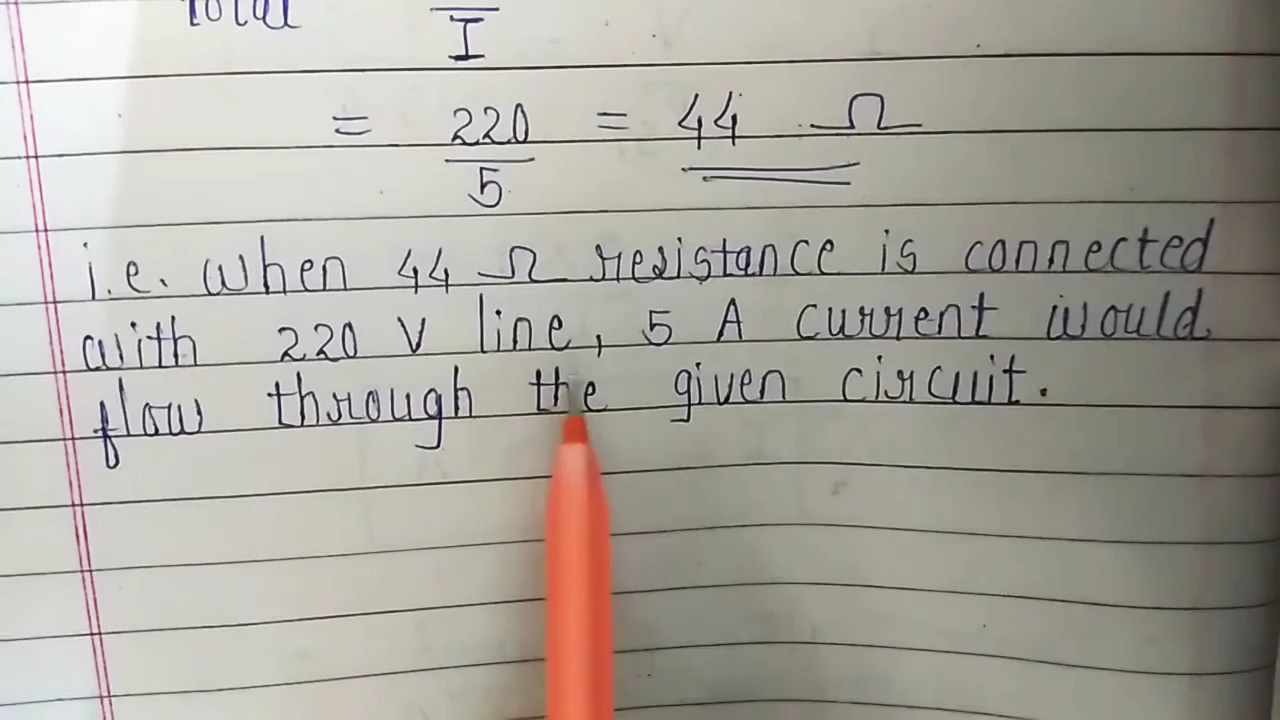 Total I
= 220 = 44 Ω
5
i.e. when 44 Ω resistance is connected
with 220 V line, 5 A current would
flow through the given circuit.